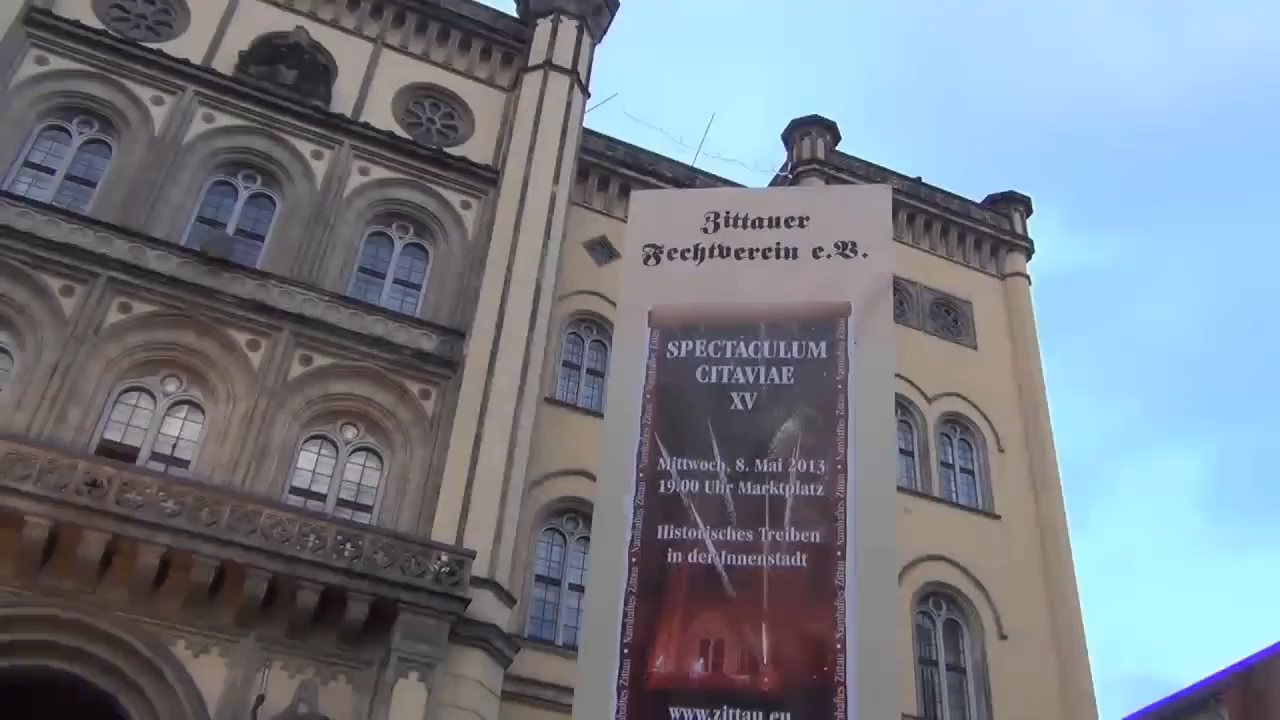 Zittauer
Fechtverein e.V.
SPECTACULUM
CITAVIAE
XV
Mittwoch, 8. Mai 2013
19.00 Uhr Marktplatz
Historisches Treiben
in der Innenstadt
www.zittau.eu